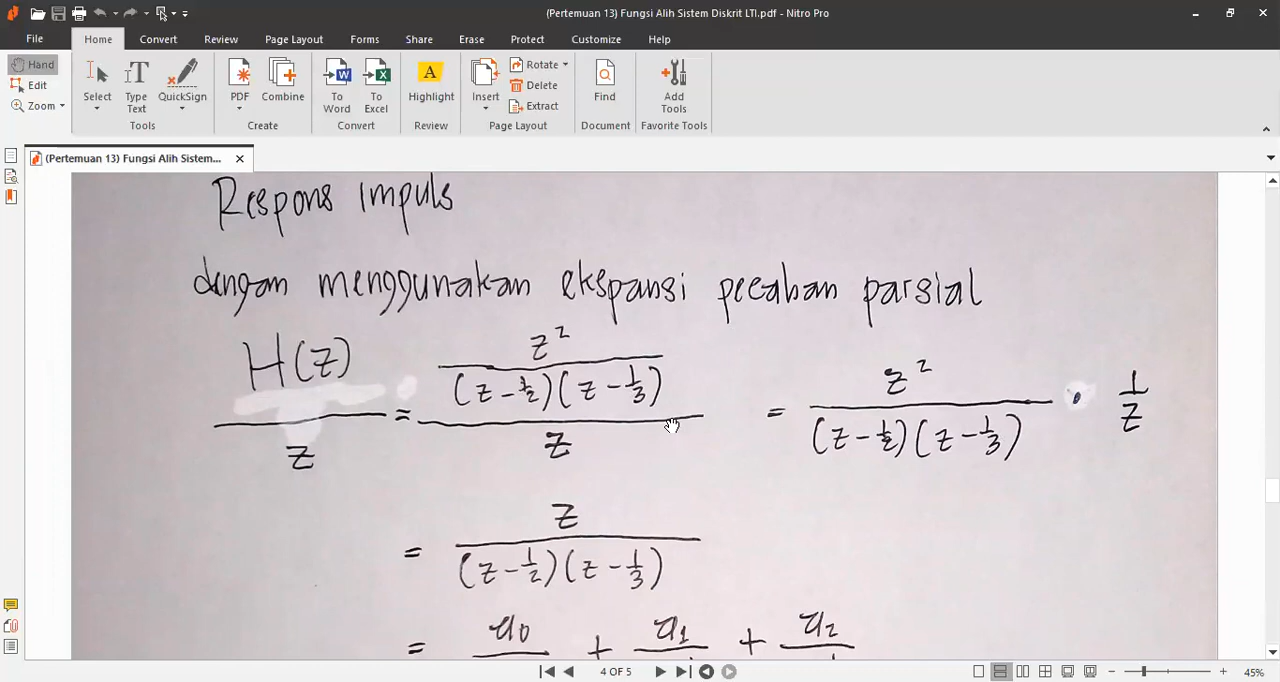 (Pertemuan 13) Fungsi Alih Sistem Diskrit LTI.pdf - Nitro Pro
File Home Convert Review Page Layout Forms Share Erase Protect Customize Help
Hand
Edit
Zoom
Select
Type Text
QuickSign
Tools
PDF
Combine
Create
To Word
To Excel
Convert
Highlight
Review
Insert
Rotate
Delete
Extract
Page Layout
Find
Document
Add Tools
Favorite Tools
(Pertemuan 13) Fungsi Alih Sistem...
Respons Impuls
dengan menggunakan ekspansi pecahan parsial
H(z)/z = (z²/((z-1/2)(z-1/3)))/z = z²/((z-1/2)(z-1/3)) · 1/z
= z/((z-1/2)(z-1/3))
= a0 + a1 + a2
4 OF 5
45%